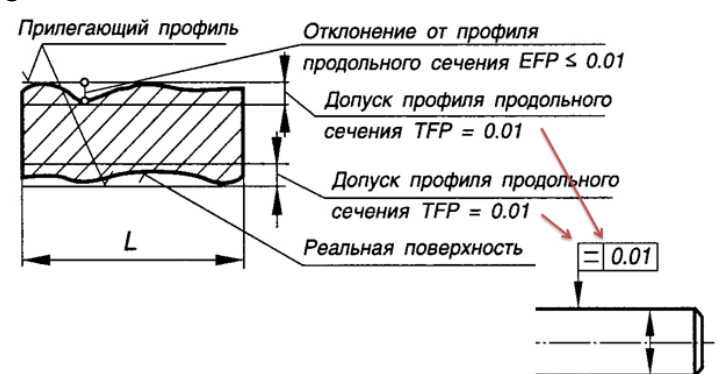 Прилегающий профиль
Отклонение от профиля
продольного сечения EFP ≤ 0.01
Допуск профиля продольного
сечения TFP = 0.01
Допуск профиля продольного
сечения TFP = 0.01
Реальная поверхность
L
= 0.01